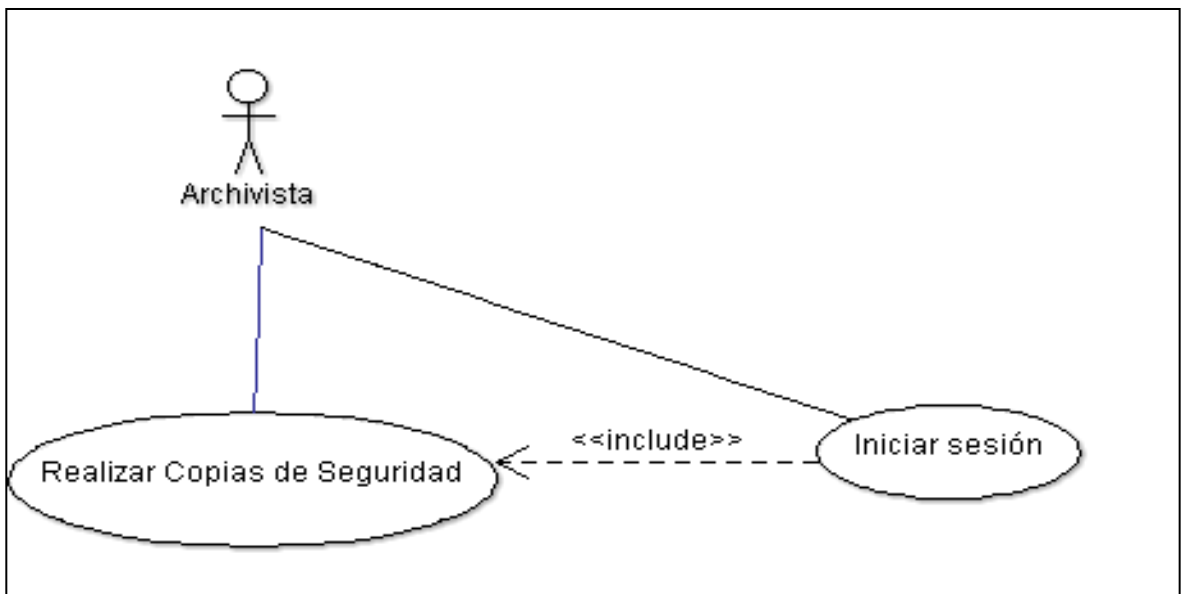 Archivista
<<include>>
Iniciar sesión
Realizar Copias de Seguridad